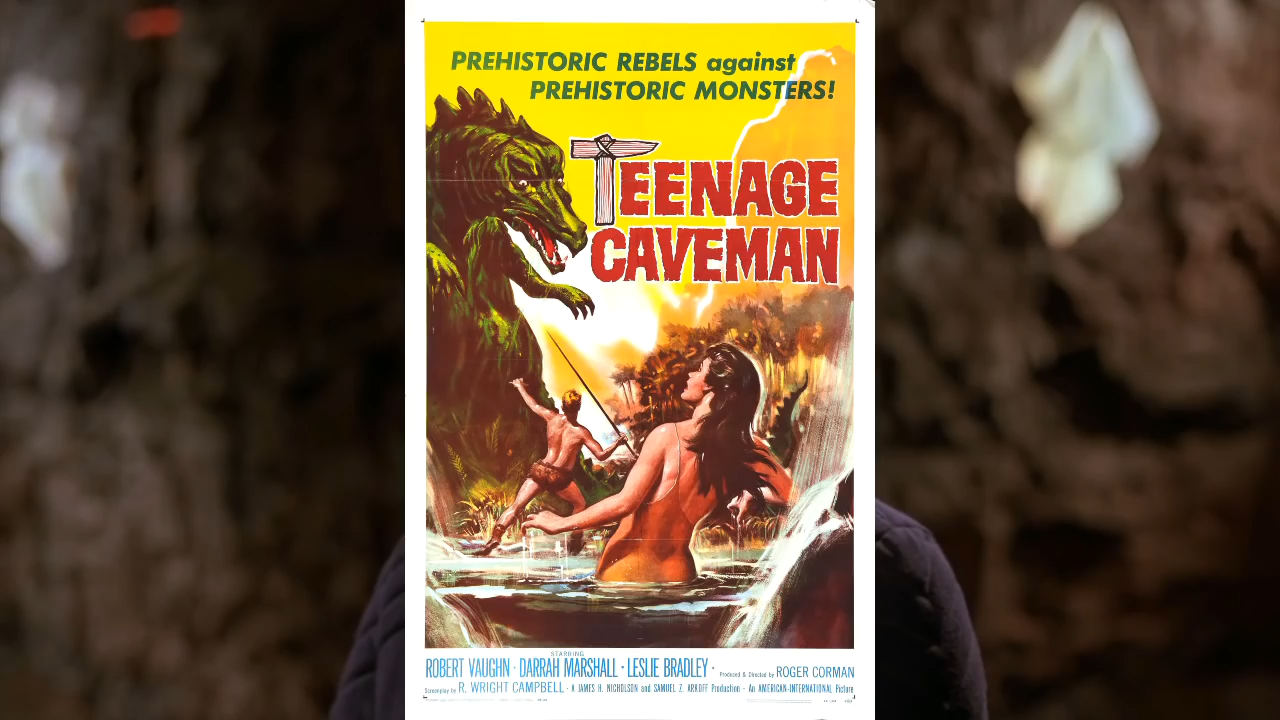 PREHISTORIC REBELS against
PREHISTORIC MONSTERS!
TEENAGE
CAVEMAN
STARRING
ROBERT VAUGHN · DARRAH MARSHALL · LESLIE BRADLEY · Produced & Directed by ROGER CORMAN
Screenplay by R. WRIGHT CAMPBELL · A JAMES H. NICHOLSON and SAMUEL Z. ARKOFF Production · An AMERICAN-INTERNATIONAL Picture